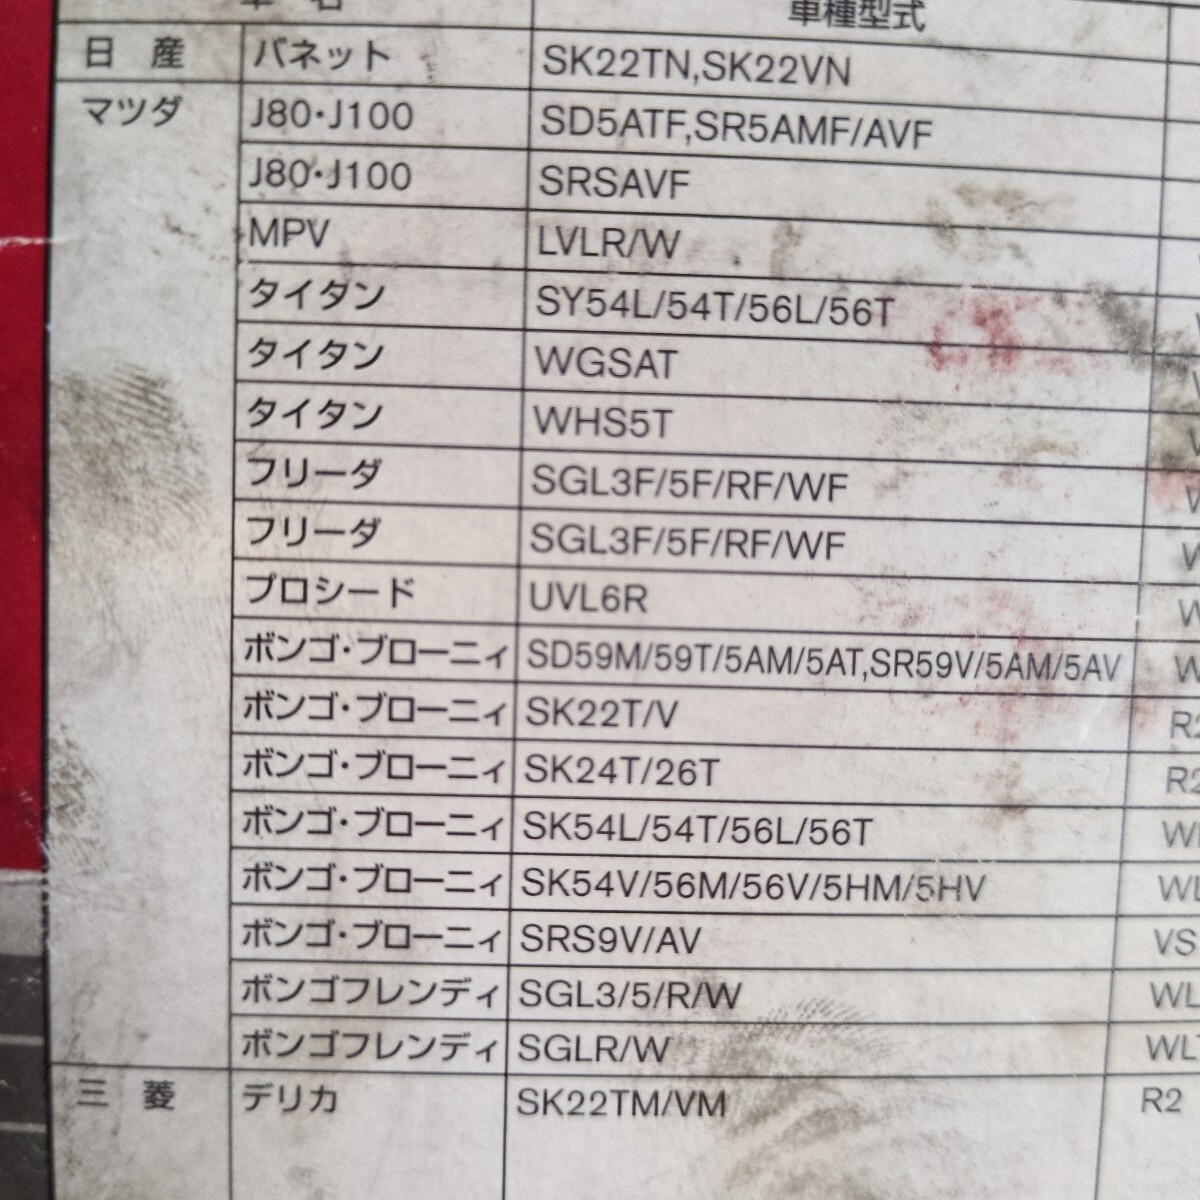 車名 車種型式
日産 バネット SK22TN,SK22VN
マツダ J80・J100 SD5ATF,SR5AMF/AVF
J80・J100 SRSAVF
MPV LVLR/W
タイタン SY54L/54T/56L/56T
タイタン WGSAT
タイタン WHS5T
フリーダ SGL3F/5F/RF/WF
フリーダ SGL3F/5F/RF/WF
プロシード UVL6R
ボンゴ・ブローニィ SD59M/59T/5AM/5AT,SR59V/5AM/5AV
ボンゴ・ブローニィ SK22T/V R2
ボンゴ・ブローニィ SK24T/26T R2
ボンゴ・ブローニィ SK54L/54T/56L/56T
ボンゴ・ブローニィ SK54V/56M/56V/5HM/5HV
ボンゴ・ブローニィ SRS9V/AV VS
ボンゴフレンディ SGL3/5/R/W WL
ボンゴフレンディ SGLR/W WL
三菱 デリカ SK22TM/VM R2